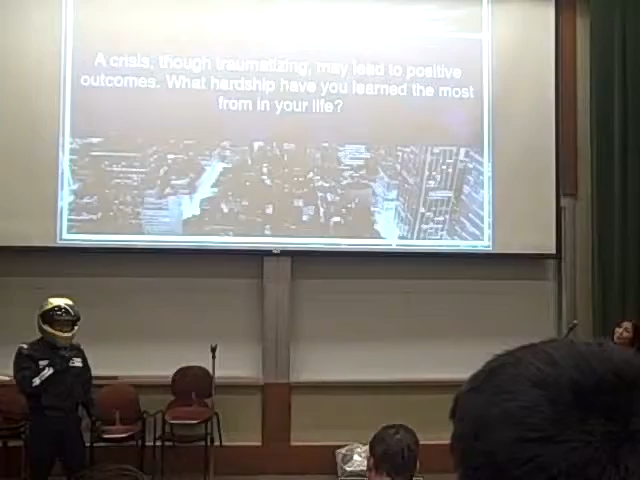 A crisis, though traumatizing, may lead to positive
outcomes. What hardship have you learned the most
from in your life?